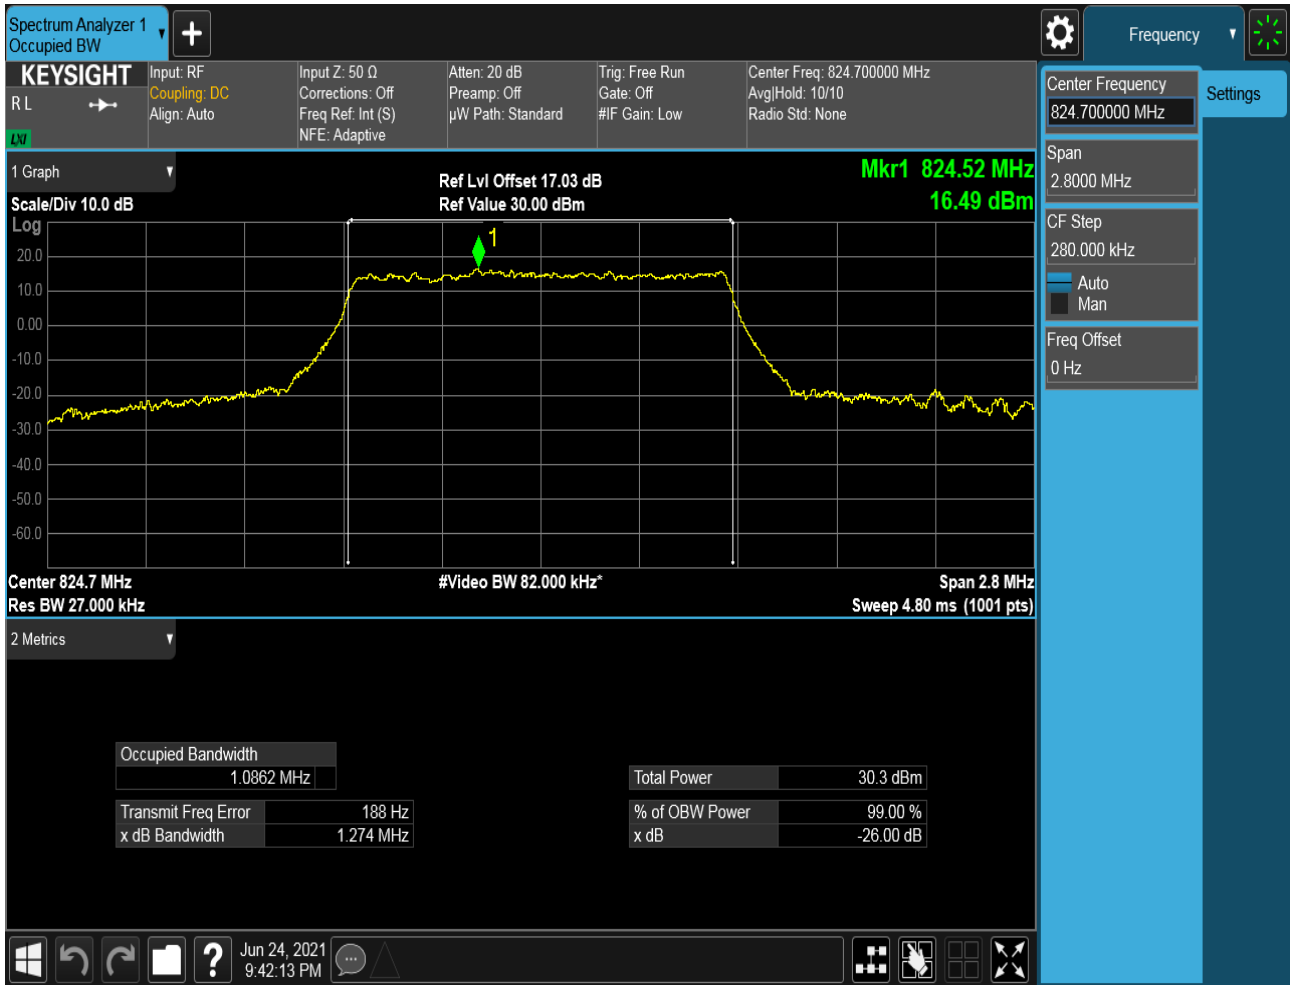 Spectrum Analyzer 1
Occupied BW
Frequency
KEYSIGHT
R L
LXI
Input: RF
Coupling: DC
Align: Auto
Input Z: 50 Ω
Corrections: Off
Freq Ref: Int (S)
NFE: Adaptive
Atten: 20 dB
Preamp: Off
µW Path: Standard
Trig: Free Run
Gate: Off
#IF Gain: Low
Center Freq: 824.700000 MHz
Avg|Hold: 10/10
Radio Std: None
Center Frequency
824.700000 MHz
Settings
Span
2.8000 MHz
CF Step
280.000 kHz
Auto
Man
Freq Offset
0 Hz
1 Graph
Ref Lvl Offset 17.03 dB
Mkr1 824.52 MHz
Scale/Div 10.0 dB
Ref Value 30.00 dBm
16.49 dBm
Log
1
20.0
10.0
0.00
-10.0
-20.0
-30.0
-40.0
-50.0
-60.0
Center 824.7 MHz
#Video BW 82.000 kHz*
Span 2.8 MHz
Res BW 27.000 kHz
Sweep 4.80 ms (1001 pts)
2 Metrics
Occupied Bandwidth
1.0862 MHz
Total Power 30.3 dBm
Transmit Freq Error 188 Hz
% of OBW Power 99.00 %
x dB Bandwidth 1.274 MHz
x dB -26.00 dB
?
Jun 24, 2021
9:42:13 PM